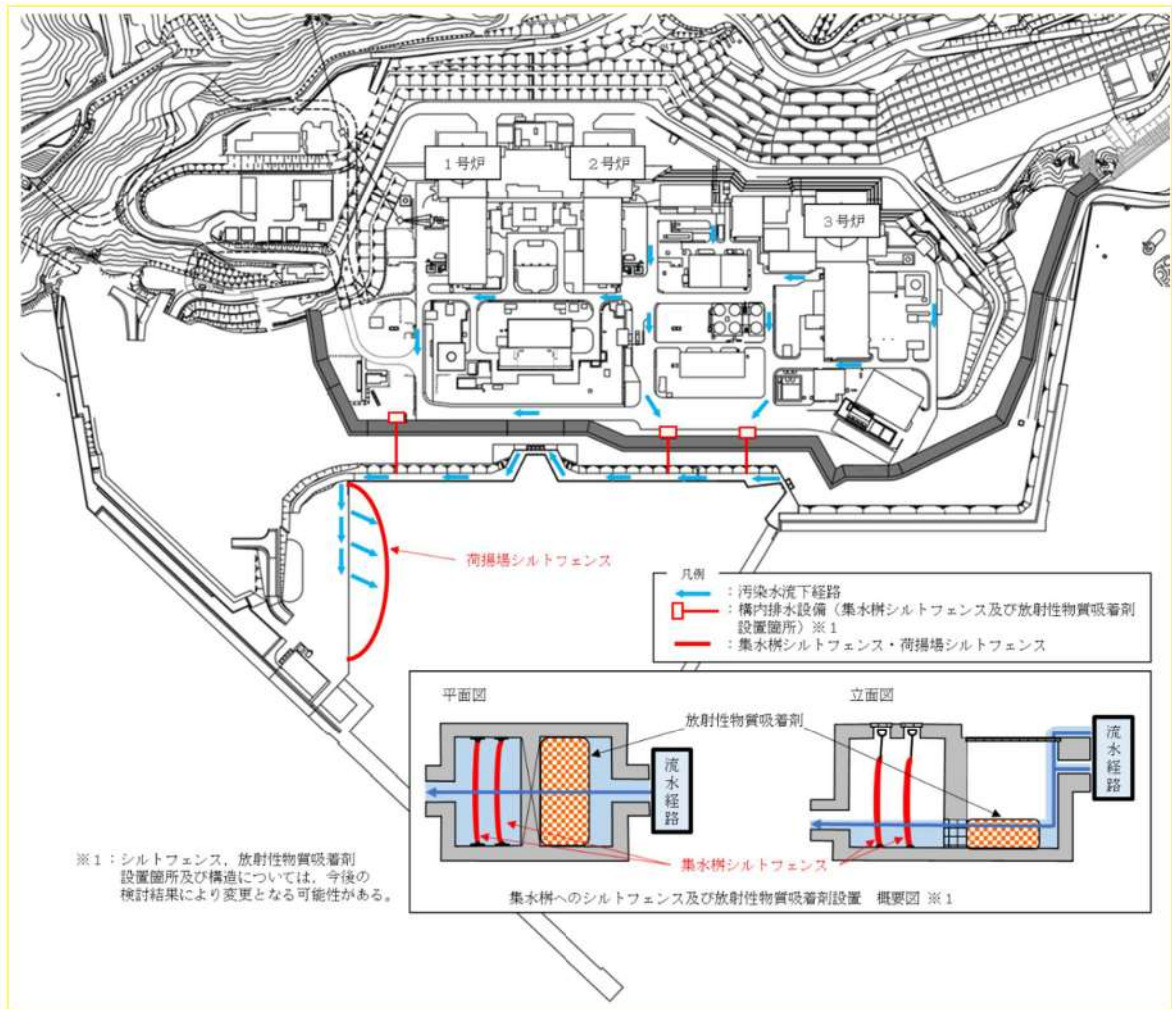 1号炉
2号炉
3号炉
荷揚場シルトフェンス
凡例
：汚染水流下経路
：構内排水設備（集水桝シルトフェンス及び放射性物質吸着剤
設置箇所）※1
：集水桝シルトフェンス・荷揚場シルトフェンス
平面図
立面図
放射性物質吸着剤
流水経路
流水経路
集水桝シルトフェンス
集水桝へのシルトフェンス及び放射性物質吸着剤設置　概要図 ※1
※1：シルトフェンス，放射性物質吸着剤
設置箇所及び構造については，今後の
検討結果により変更となる可能性がある。